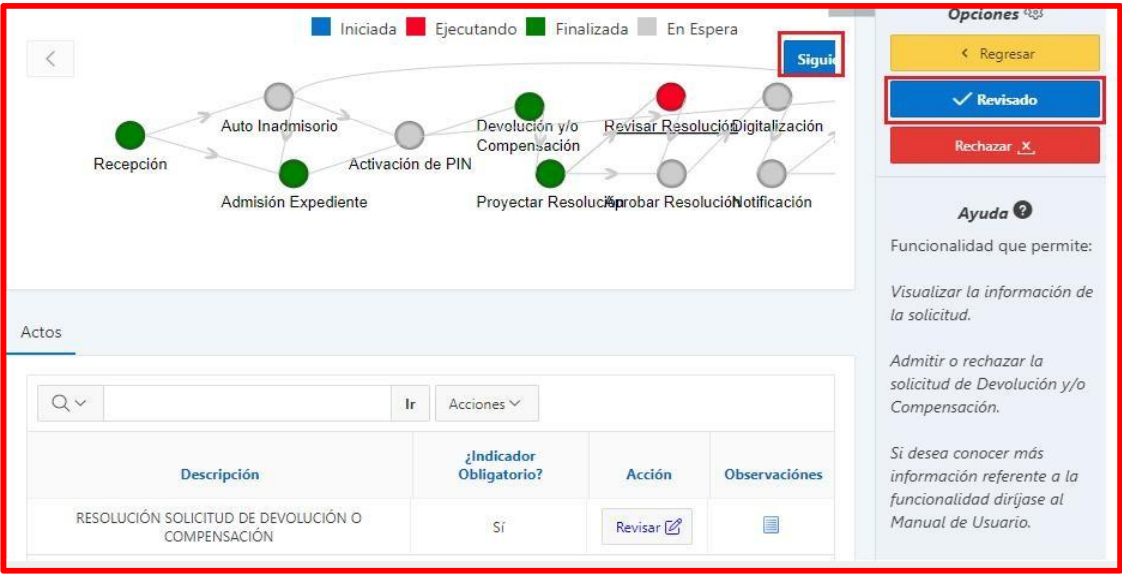 Iniciada Ejecutando Finalizada En Espera
Auto Inadmisorio
Devolución y/o
Compensación
Revisar Resolución
Digitalización
Recepción
Activación de PIN
Admisión Expediente
Proyectar Resolución
Aprobar Resolución
Notificación
Actos
Ir
Acciones
Descripción
¿Indicador
Obligatorio?
Acción
Observaciónes
RESOLUCIÓN SOLICITUD DE DEVOLUCIÓN O
COMPENSACIÓN
Sí
Revisar
Opciones
Regresar
Revisado
Rechazar
Ayuda
Funcionalidad que permite:
Visualizar la información de
la solicitud.
Admitir o rechazar la
solicitud de Devolución y/o
Compensación.
Si desea conocer más
información referente a la
funcionalidad diríjase al
Manual de Usuario.